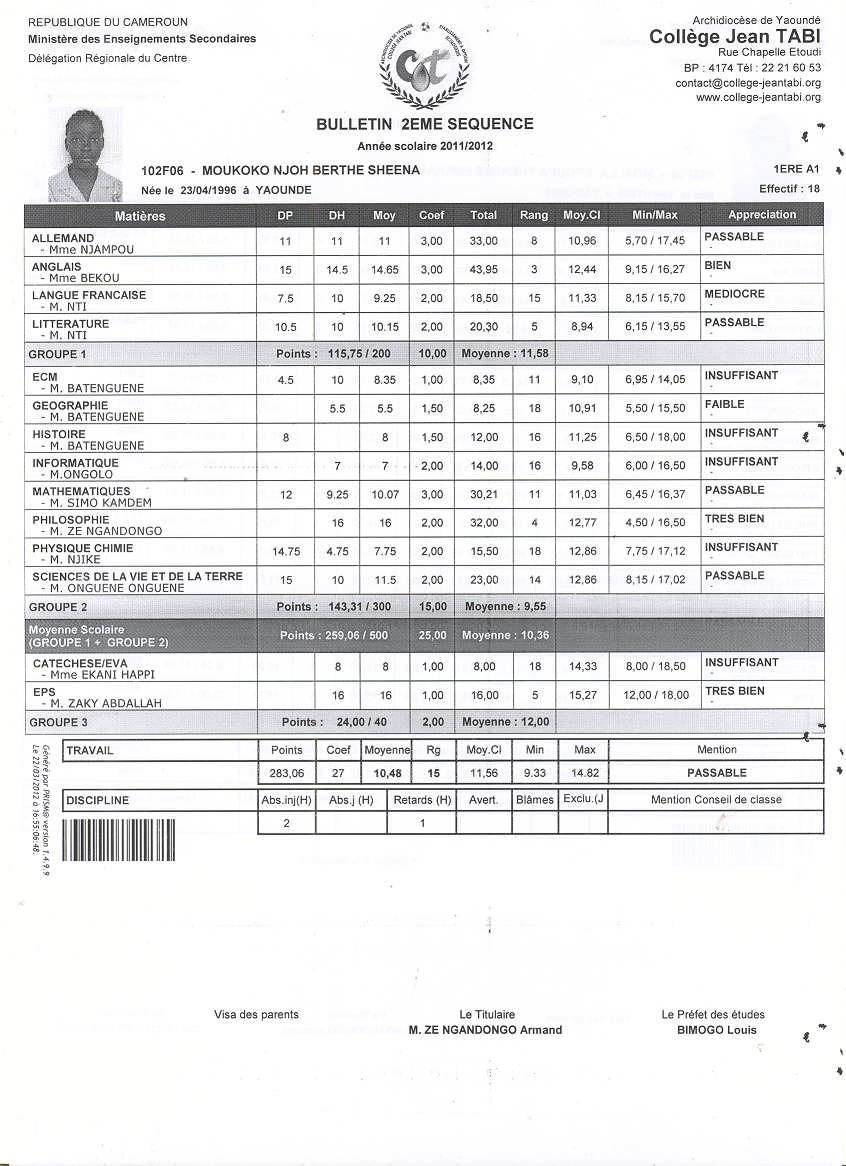 REPUBLIQUE DU CAMEROUN
Ministère des Enseignements Secondaires
Délégation Régionale du Centre
Archidiocèse de Yaoundé
Collège Jean TABI
Rue Chapelle Etoudi
BP : 4174 Tél : 22 21 60 53
contact@college-jeantabi.org
www.college-jeantabi.org
BULLETIN 2EME SEQUENCE
Année scolaire 2011/2012
102F06 - MOUKOKO NJOH BERTHE SHEENA 1ERE A1
Née le 23/04/1996 à YAOUNDE Effectif : 18
Matières DP DH Moy Coef Total Rang Moy.Cl Min/Max Appreciation
ALLEMAND 11 11 11 3,00 33,00 8 10,96 5,70 / 17,45 PASSABLE
- Mme NJAMPOU
ANGLAIS 15 14.5 14.65 3,00 43,95 3 12,44 9,15 / 16,27 BIEN
- Mme BEKOU
LANGUE FRANCAISE 7.5 10 9.25 2,00 18,50 15 11,33 8,15 / 15,70 MEDIOCRE
- M. NTI
LITTERATURE 10.5 10 10.15 2,00 20,30 5 8,94 6,15 / 13,55 PASSABLE
- M. NTI
GROUPE 1 Points : 115,75 / 200 10,00 Moyenne : 11,58
ECM 4.5 10 8.35 1,00 8,35 11 9,10 6,95 / 14,05 INSUFFISANT
- M. BATENGUENE
GEOGRAPHIE 5.5 5.5 1,50 8,25 18 10,91 5,50 / 15,50 FAIBLE
- M. BATENGUENE
HISTOIRE 8 8 1,50 12,00 16 11,25 6,50 / 18,00 INSUFFISANT
- M. BATENGUENE
INFORMATIQUE 7 7 2,00 14,00 16 9,58 6,00 / 16,50 INSUFFISANT
- M.ONGOLO
MATHEMATIQUES 12 9.25 10.07 3,00 30,21 11 11,03 6,45 / 16,37 PASSABLE
- M. SIMO KAMDEM
PHILOSOPHIE 16 16 2,00 32,00 4 12,77 4,50 / 16,50 TRES BIEN
- M. ZE NGANDONGO
PHYSIQUE CHIMIE 14.75 4.75 7.75 2,00 15,50 18 12,86 7,75 / 17,12 INSUFFISANT
- M. NJIKE
SCIENCES DE LA VIE ET DE LA TERRE 15 10 11.5 2,00 23,00 14 12,86 8,15 / 17,02 PASSABLE
- M. ONGUENE ONGUENE
GROUPE 2 Points : 143,31 / 300 15,00 Moyenne : 9,55
Moyenne Scolaire
(GROUPE 1 + GROUPE 2) Points : 259,06 / 500 25,00 Moyenne : 10,36
CATECHESE/EVA 8 8 1,00 8,00 18 14,33 8,00 / 18,50 INSUFFISANT
- Mme EKANI HAPPI
EPS 16 16 1,00 16,00 5 15,27 12,00 / 18,00 TRES BIEN
- M. ZAKY ABDALLAH
GROUPE 3 Points : 24,00 / 40 2,00 Moyenne : 12,00
TRAVAIL Points Coef Moyenne Rg Moy.Cl Min Max Mention
283,06 27 10,48 15 11,56 9.33 14.82 PASSABLE
DISCIPLINE Abs.inj(H) Abs.j (H) Retards (H) Avert. Blâmes Exclu.(J Mention Conseil de classe
2 1
Généré par PRISM@ version 1.4.9.9
Le 22/03/2012 à 16:55:06:48.
Visa des parents Le Titulaire Le Préfet des études
M. ZE NGANDONGO Armand BIMOGO Louis